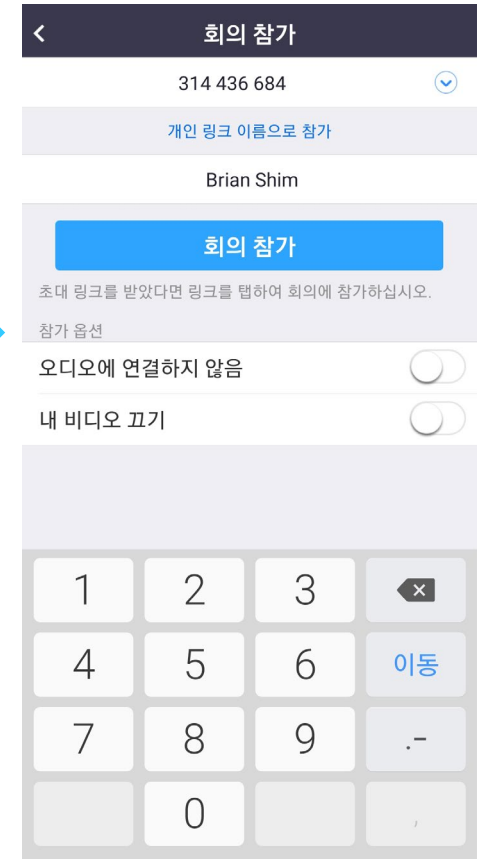 회의 참가
314 436 684
개인 링크 이름으로 참가
Brian Shim
회의 참가
초대 링크를 받았다면 링크를 탭하여 회의에 참가하십시오.
참가 옵션
오디오에 연결하지 않음
내 비디오 끄기
1 2 3
4 5 6 이동
7 8 9 .-
0 ,